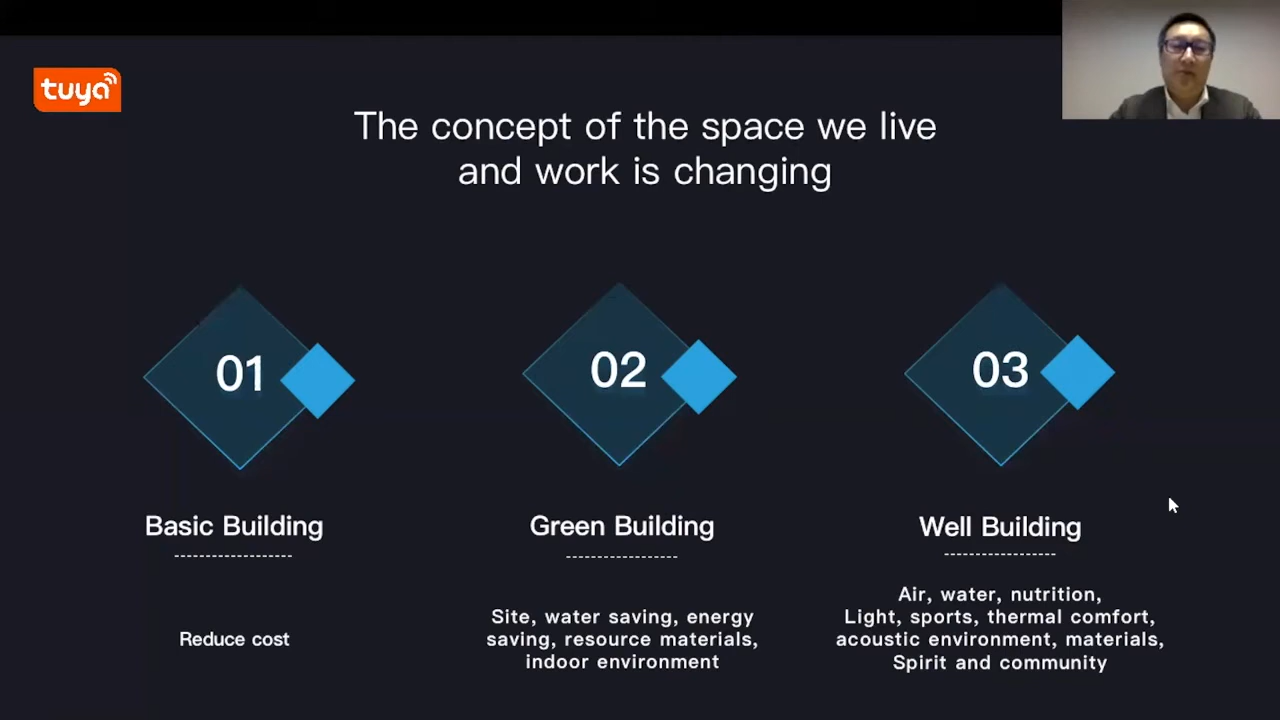 tuya
The concept of the space we live
and work is changing
01
02
03
Basic Building
Green Building
Well Building
Reduce cost
Site, water saving, energy
saving, resource materials,
indoor environment
Air, water, nutrition,
Light, sports, thermal comfort,
acoustic environment, materials,
Spirit and community